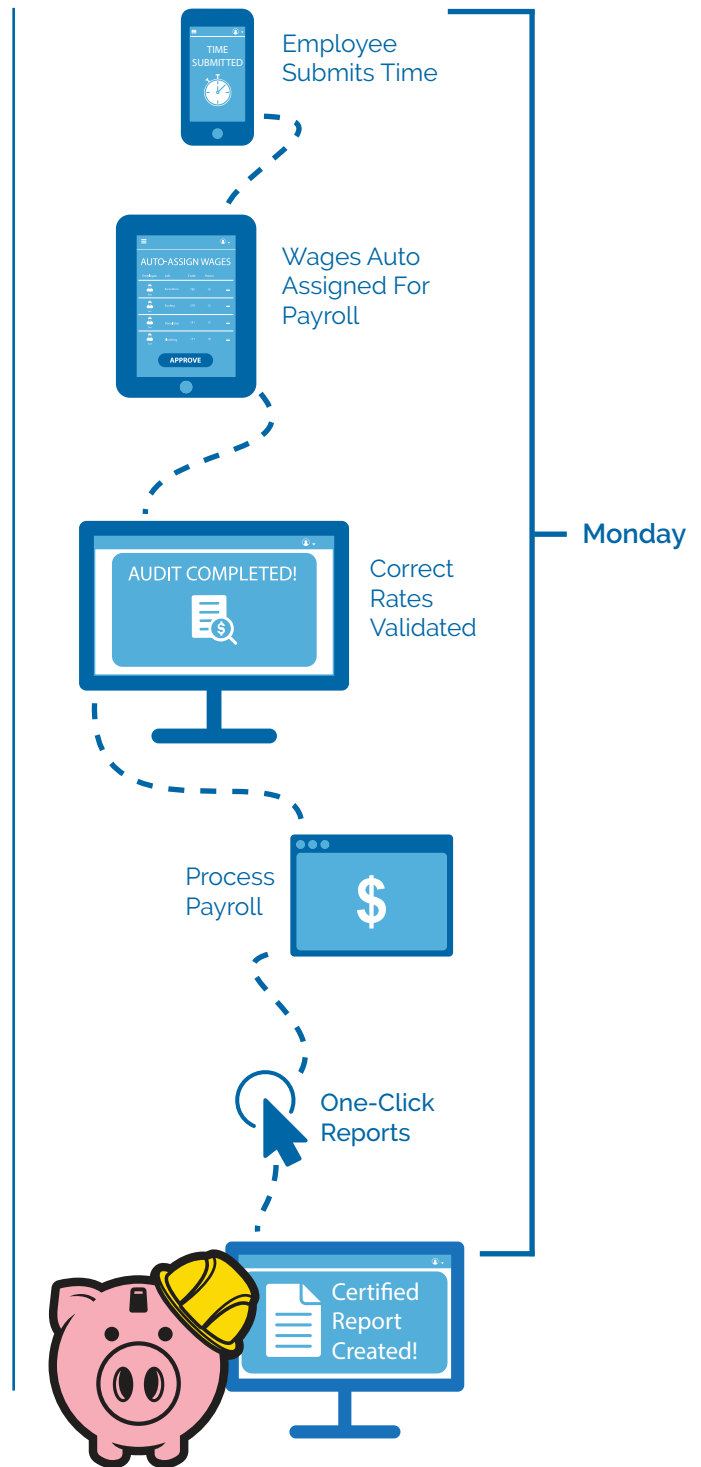 TIME
SUBMITTED
Employee
Submits Time
AUTO-ASSIGN WAGES
APPROVE
Wages Auto
Assigned For
Payroll
Monday
AUDIT COMPLETED!
$
Correct
Rates
Validated
Process
Payroll
$
One-Click
Reports
Certified
Report
Created!